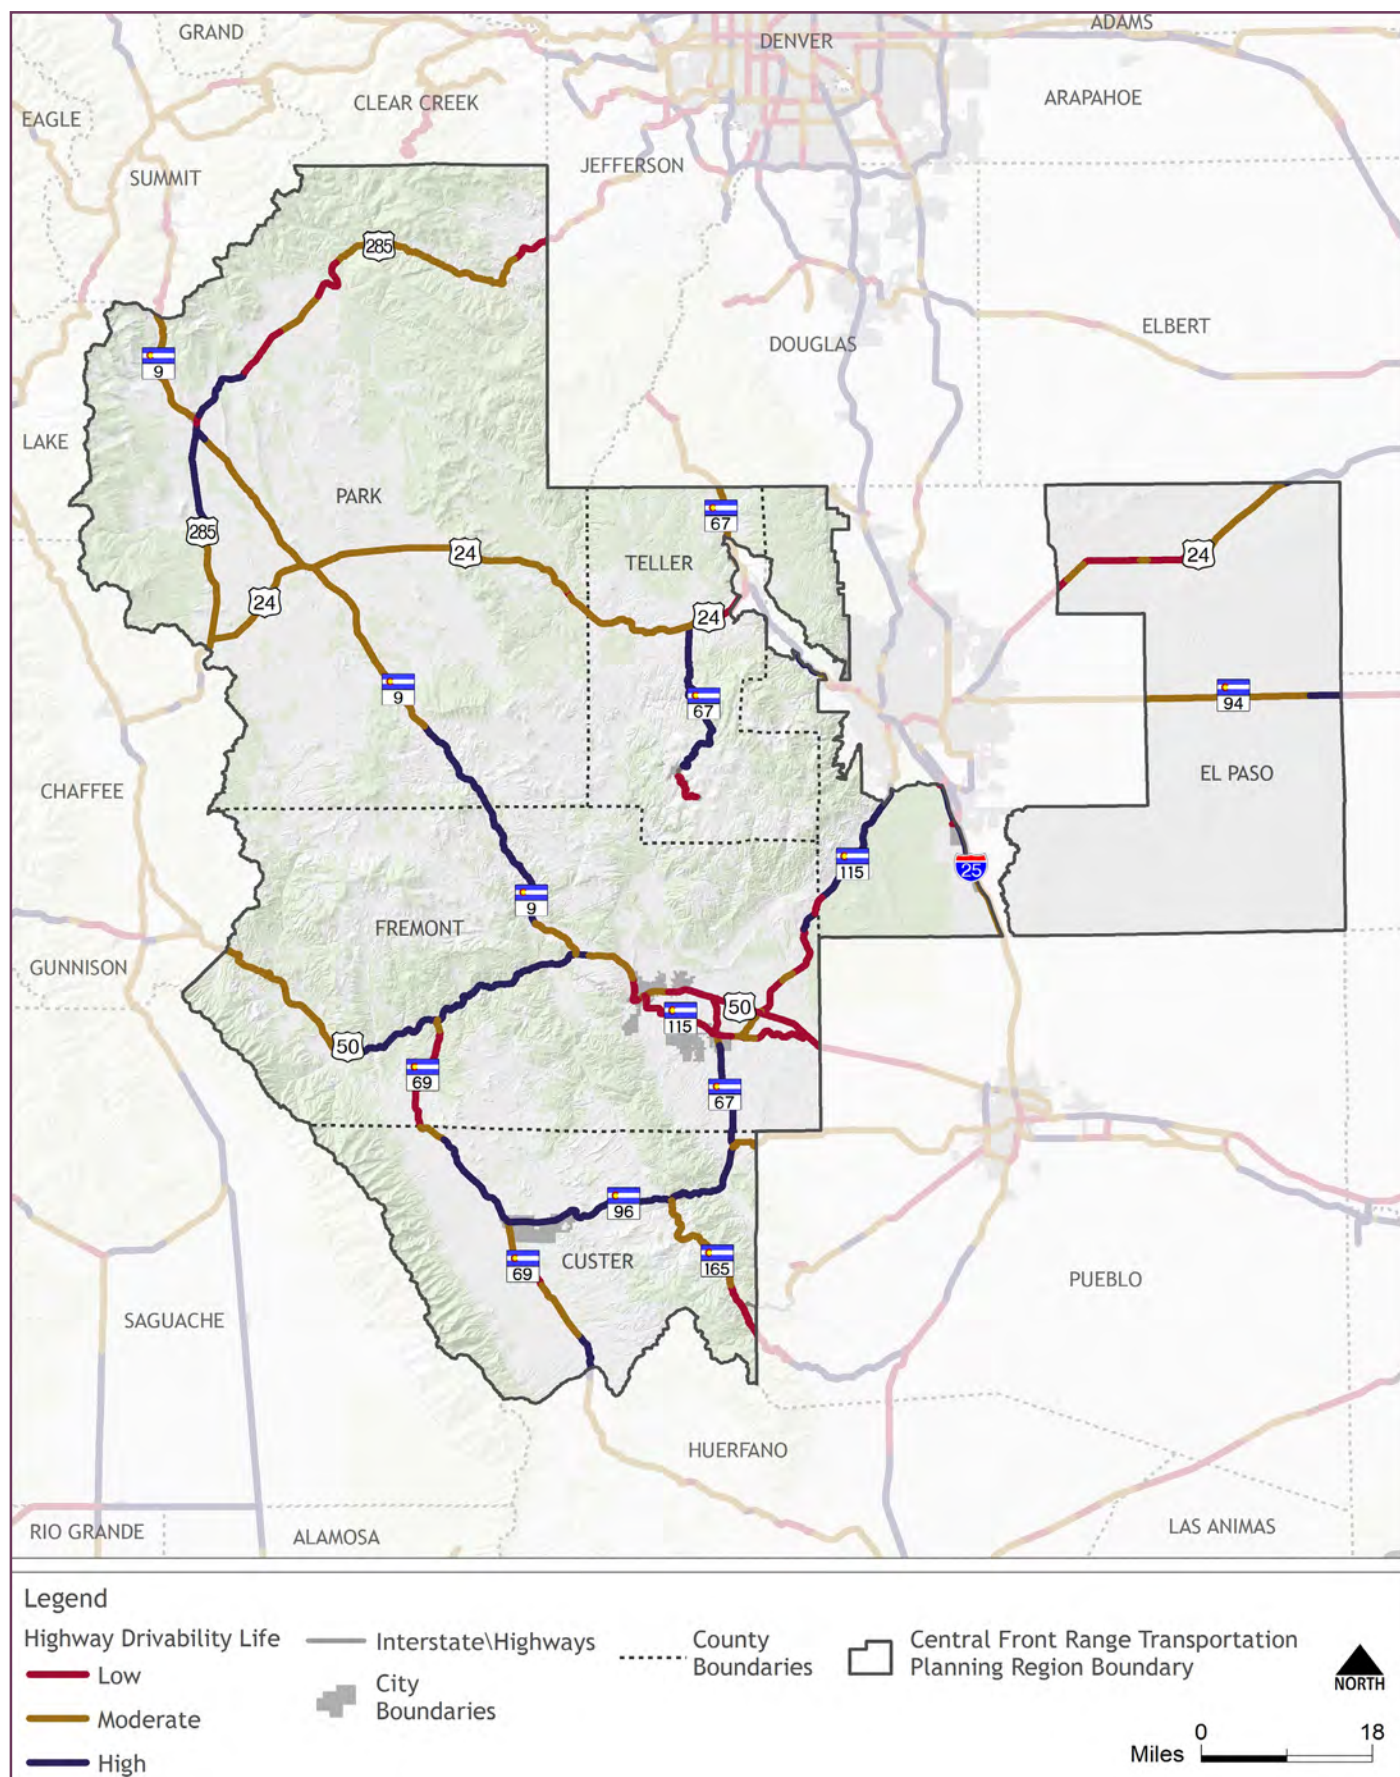 GRAND
DENVER
ADAMS
CLEAR CREEK
ARAPAHOE
EAGLE
JEFFERSON
SUMMIT
285
ELBERT
DOUGLAS
9
LAKE
PARK
67
285
24
TELLER
24
24
24
9
67
94
EL PASO
CHAFFEE
115
25
9
FREMONT
GUNNISON
50
115
50
69
67
96
CUSTER
165
69
PUEBLO
SAGUACHE
HUERFANO
RIO GRANDE
ALAMOSA
LAS ANIMAS
Legend
Highway Drivability Life
Low
Moderate
High
Interstate\Highways
City
Boundaries
County
Boundaries
Central Front Range Transportation
Planning Region Boundary
NORTH
0 18
Miles